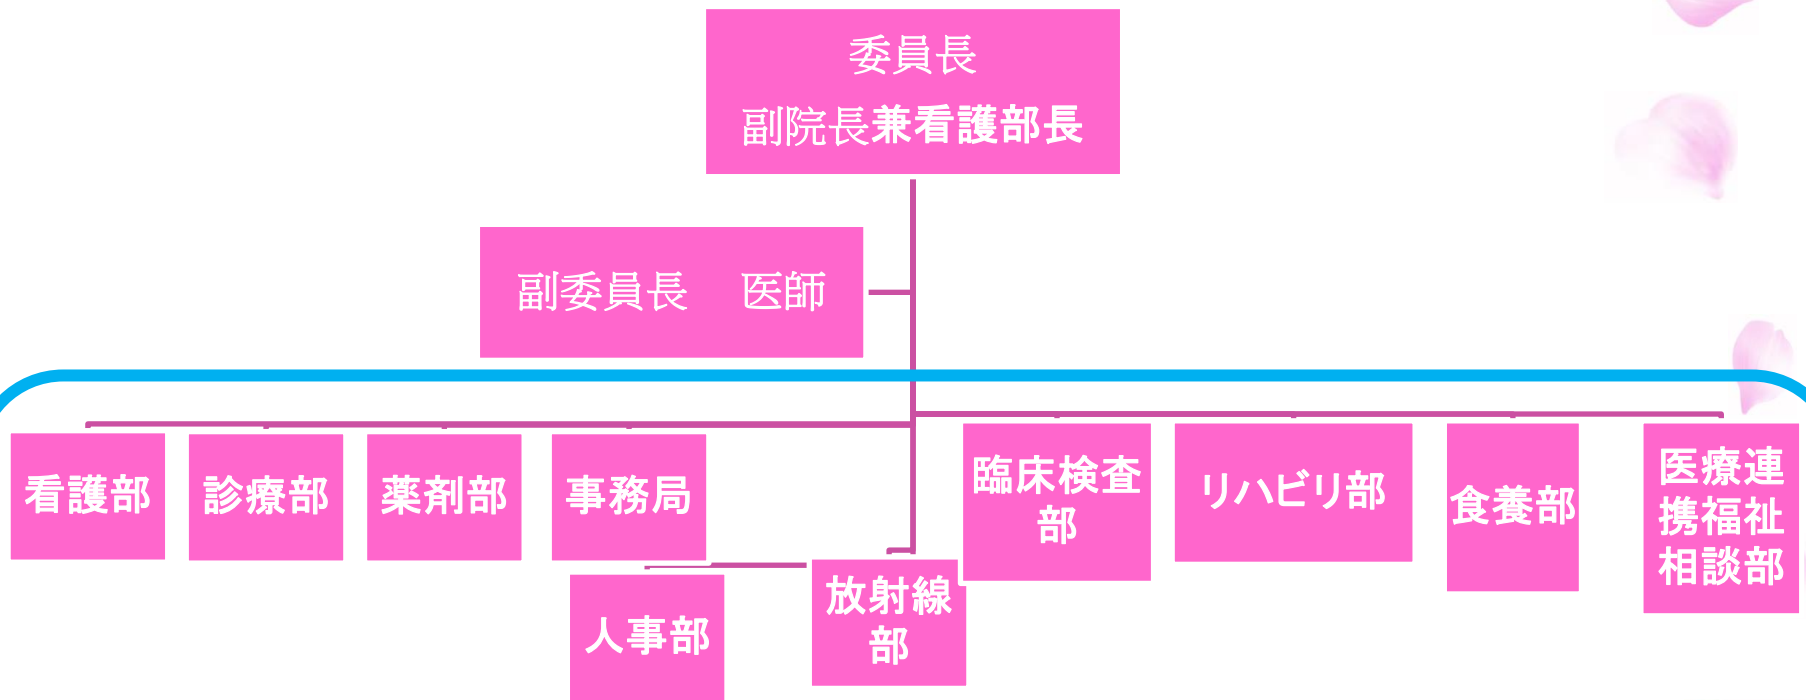 委員長
副院長兼看護部長
副委員長　医師
看護部
診療部
薬剤部
事務局
臨床検査
部
リハビリ部
食養部
医療連
携福祉
相談部
人事部
放射線
部